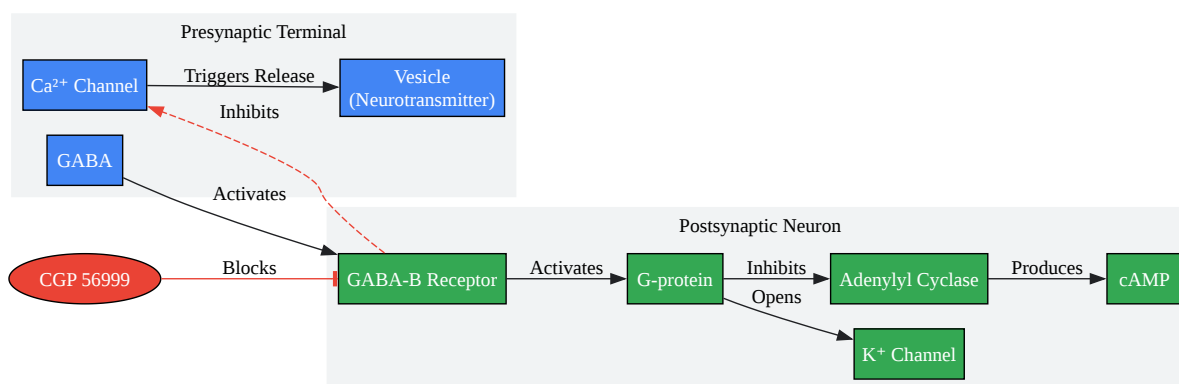 Presynaptic Terminal
Ca²⁺ Channel
Triggers Release
Vesicle
(Neurotransmitter)
Inhibits
GABA
Activates
Postsynaptic Neuron
CGP 56999
Blocks
GABA-B Receptor
Activates
G-protein
Inhibits
Adenylyl Cyclase
Produces
cAMP
Opens
K⁺ Channel